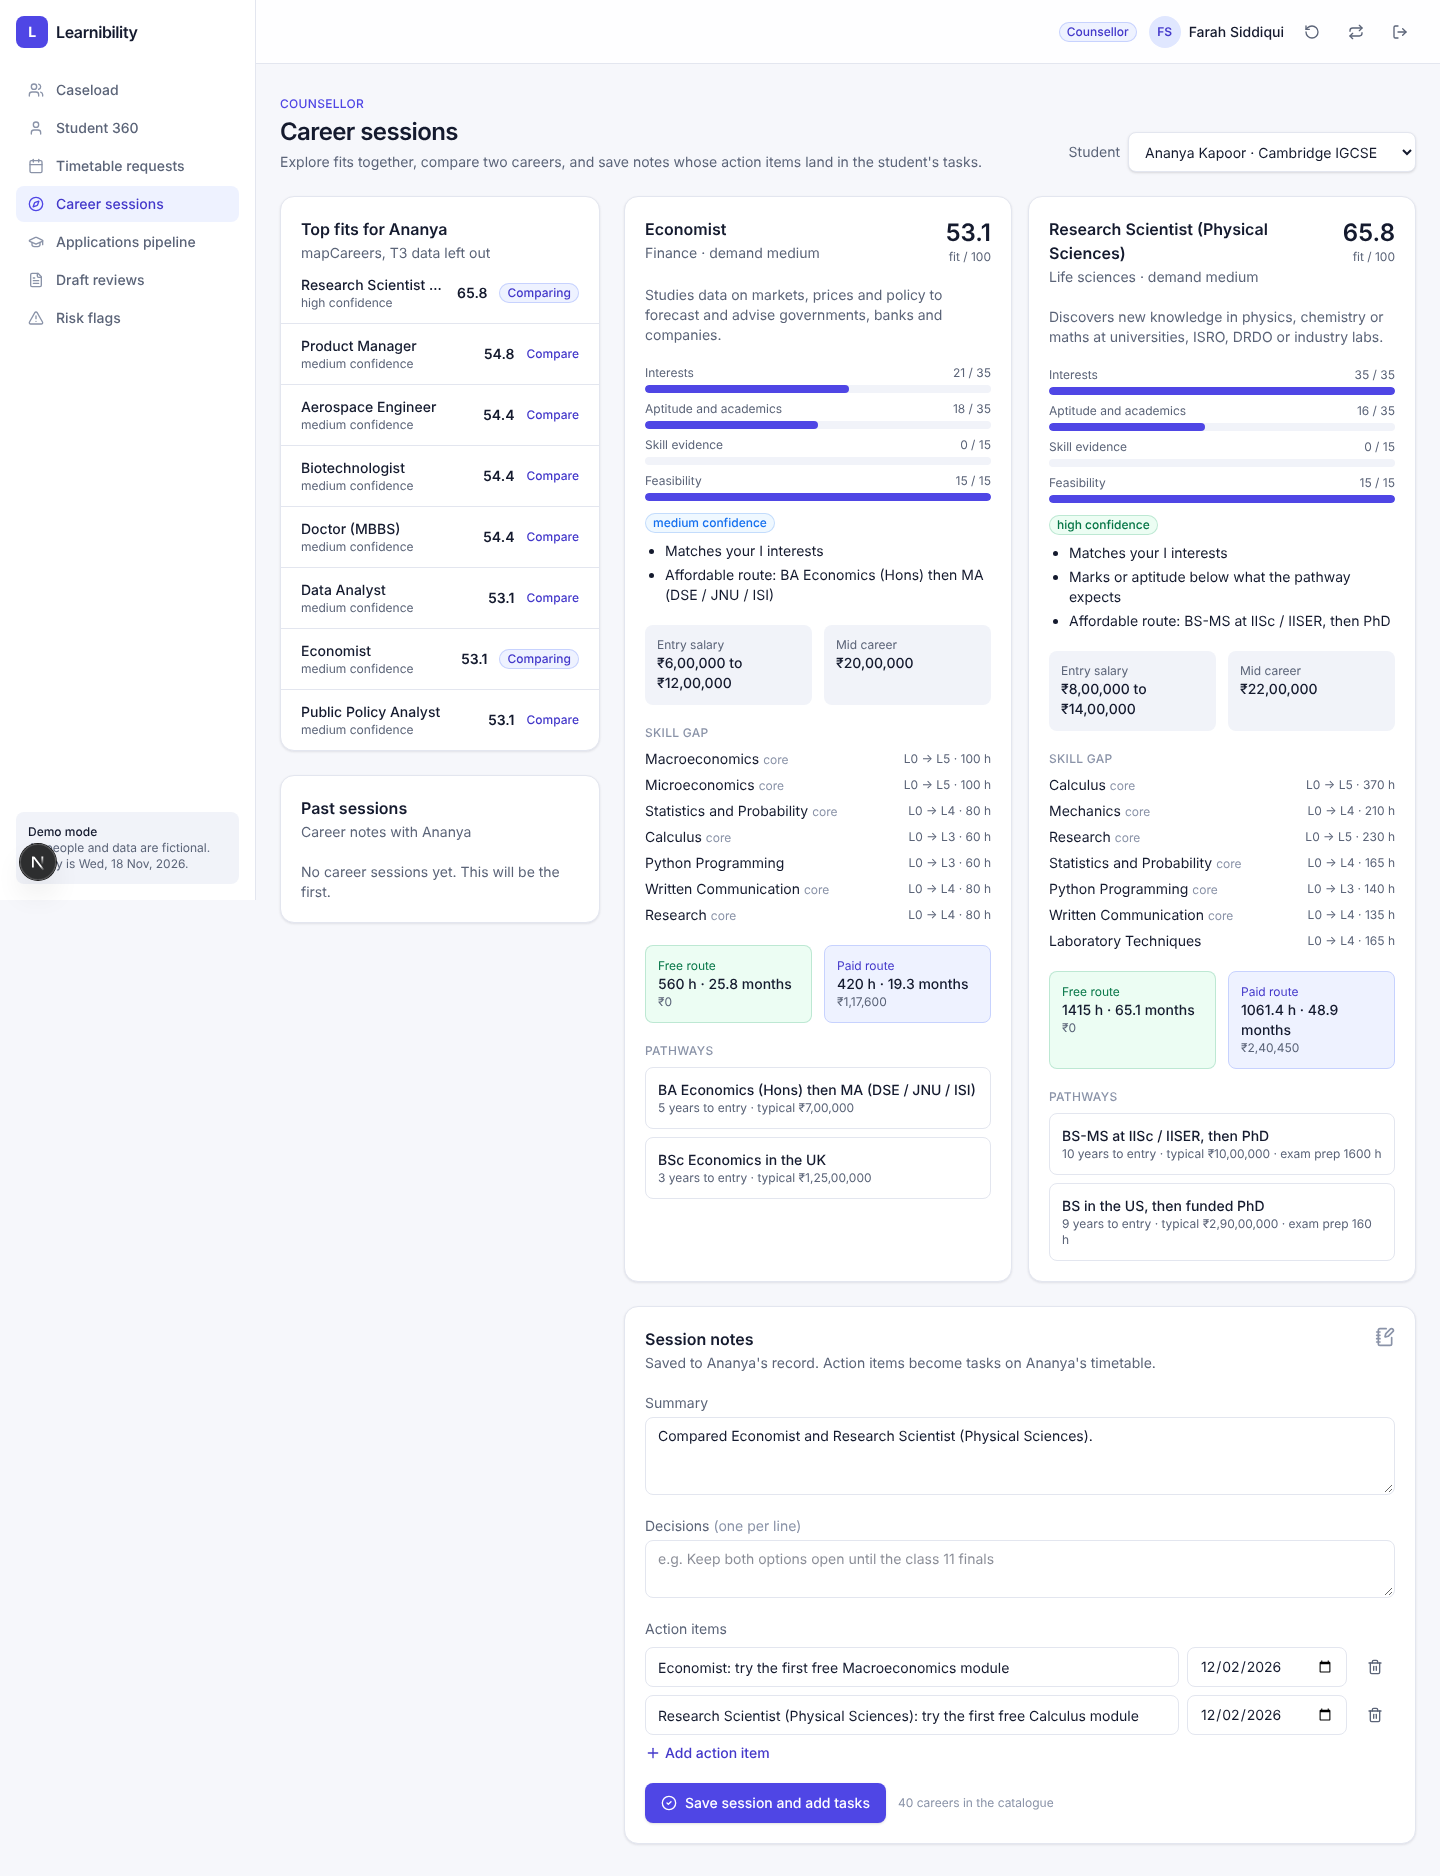 L Learnibility
Caseload
Student 360
Timetable requests
Career sessions
Applications pipeline
Draft reviews
Risk flags
Demo mode
people and data are fictional.
is Wed, 18 Nov, 2026.
N
Counsellor FS Farah Siddiqui
COUNSELLOR
Career sessions
Explore fits together, compare two careers, and save notes whose action items land in the student's tasks.
Student Ananya Kapoor · Cambridge IGCSE
Top fits for Ananya
mapCareers, T3 data left out
Research Scientist ... 65.8 Comparing
high confidence
Product Manager 54.8 Compare
medium confidence
Aerospace Engineer 54.4 Compare
medium confidence
Biotechnologist 54.4 Compare
medium confidence
Doctor (MBBS) 54.4 Compare
medium confidence
Data Analyst 53.1 Compare
medium confidence
Economist 53.1 Comparing
medium confidence
Public Policy Analyst 53.1 Compare
medium confidence
Past sessions
Career notes with Ananya
No career sessions yet. This will be the
first.
Economist 53.1
Finance · demand medium fit / 100
Studies data on markets, prices and policy to
forecast and advise governments, banks and
companies.
Interests 21 / 35
Aptitude and academics 18 / 35
Skill evidence 0 / 15
Feasibility 15 / 15
medium confidence
• Matches your I interests
• Affordable route: BA Economics (Hons) then MA
(DSE / JNU / ISI)
Entry salary
₹6,00,000 to
₹12,00,000
Mid career
₹20,00,000
SKILL GAP
Macroeconomics core L0 → L5 · 100 h
Microeconomics core L0 → L5 · 100 h
Statistics and Probability core L0 → L4 · 80 h
Calculus core L0 → L3 · 60 h
Python Programming L0 → L3 · 60 h
Written Communication core L0 → L4 · 80 h
Research core L0 → L4 · 80 h
Free route
560 h · 25.8 months
₹0
Paid route
420 h · 19.3 months
₹1,17,600
PATHWAYS
BA Economics (Hons) then MA (DSE / JNU / ISI)
5 years to entry · typical ₹7,00,000
BSc Economics in the UK
3 years to entry · typical ₹1,25,00,000
Research Scientist (Physical 65.8
Sciences) fit / 100
Life sciences · demand medium
Discovers new knowledge in physics, chemistry or
maths at universities, ISRO, DRDO or industry labs.
Interests 35 / 35
Aptitude and academics 16 / 35
Skill evidence 0 / 15
Feasibility 15 / 15
high confidence
• Matches your I interests
• Marks or aptitude below what the pathway
expects
• Affordable route: BS-MS at IISc / IISER, then PhD
Entry salary
₹8,00,000 to
₹14,00,000
Mid career
₹22,00,000
SKILL GAP
Calculus core L0 → L5 · 370 h
Mechanics core L0 → L4 · 210 h
Research core L0 → L5 · 230 h
Statistics and Probability core L0 → L4 · 165 h
Python Programming core L0 → L3 · 140 h
Written Communication core L0 → L4 · 135 h
Laboratory Techniques L0 → L4 · 165 h
Free route
1415 h · 65.1 months
₹0
Paid route
1061.4 h · 48.9
months
₹2,40,450
PATHWAYS
BS-MS at IISc / IISER, then PhD
10 years to entry · typical ₹10,00,000 · exam prep 1600 h
BS in the US, then funded PhD
9 years to entry · typical ₹2,90,00,000 · exam prep 160
h
Session notes
Saved to Ananya's record. Action items become tasks on Ananya's timetable.
Summary
Compared Economist and Research Scientist (Physical Sciences).
Decisions (one per line)
e.g. Keep both options open until the class 11 finals
Action items
Economist: try the first free Macroeconomics module 12/02/2026
Research Scientist (Physical Sciences): try the first free Calculus module 12/02/2026
+ Add action item
Save session and add tasks 40 careers in the catalogue